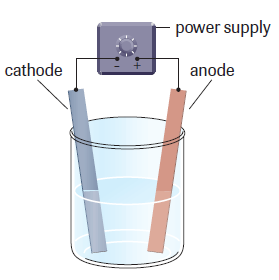 power supply
cathode
anode
- +